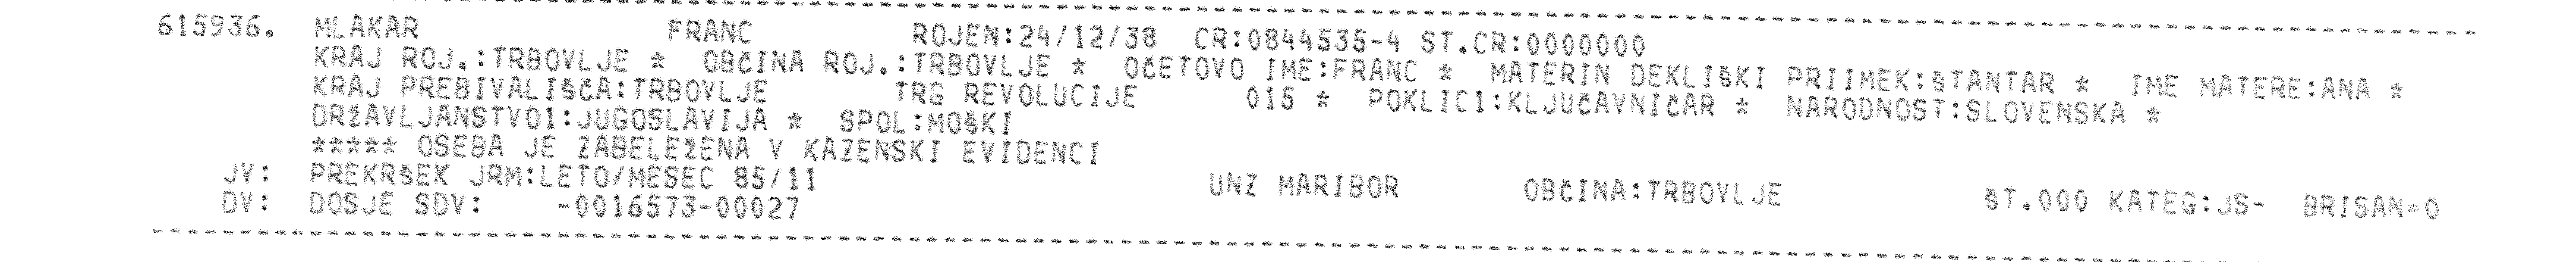 615936. MLAKAR FRANC ROJEN:24/12/38 CR:0844535-4 ST.CR:0000000
KRAJ ROJ.:TRBOVLJE * OBČINA ROJ.:TRBOVLJE * OČETOVO IME:FRANC * MATERIN DEKLIŠKI PRIIMEK:ŠTANTAR * IME MATERE:ANA *
KRAJ PREBIVALIŠČA:TRBOVLJE TRG REVOLUCIJE 015 * POKLIC1:KLJUČAVNIČAR * NARODNOST:SLOVENSKA *
DRŽAVLJANSTVO1:JUGOSLAVIJA * SPOL:MOŠKI
***** OSEBA JE ZABELEŽENA V KAZENSKI EVIDENCI
JV: PREKRŠEK JRM:LETO/MESEC 85/11 UNZ MARIBOR OBČINA:TRBOVLJE ŠT.000 KATEG:JS- BRISAN=0
DV: DOSJE SDV: -0016573-00027